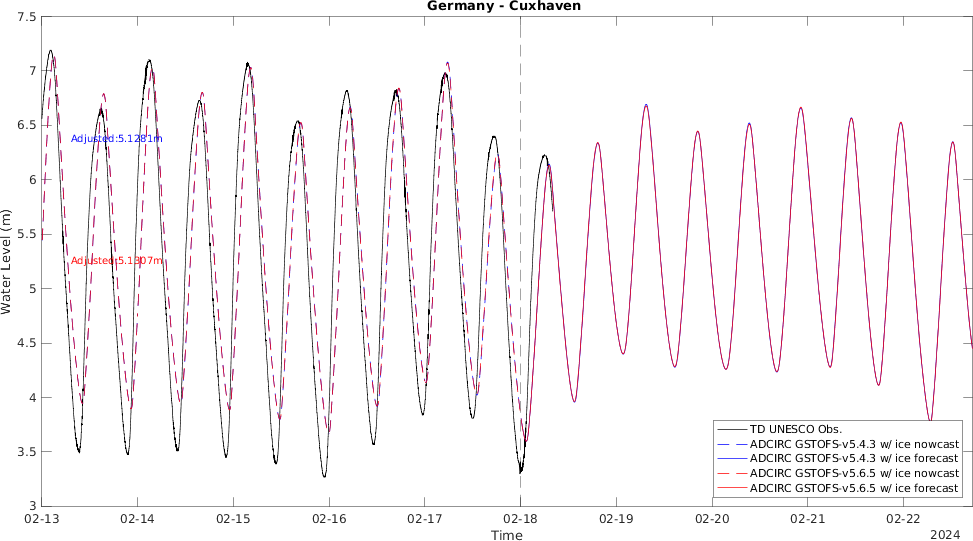 Germany - Cuxhaven
7.5
7
6.5
6
5.5
5
4.5
4
3.5
3
Water Level (m)
Adjusted:5.1281m
Adjusted:5.1307m
TD UNESCO Obs.
ADCIRC GSTOFS-v5.4.3 w/ ice nowcast
ADCIRC GSTOFS-v5.4.3 w/ ice forecast
ADCIRC GSTOFS-v5.6.5 w/ ice nowcast
ADCIRC GSTOFS-v5.6.5 w/ ice forecast
02-13 02-14 02-15 02-16 02-17 02-18 02-19 02-20 02-21 02-22
Time
2024